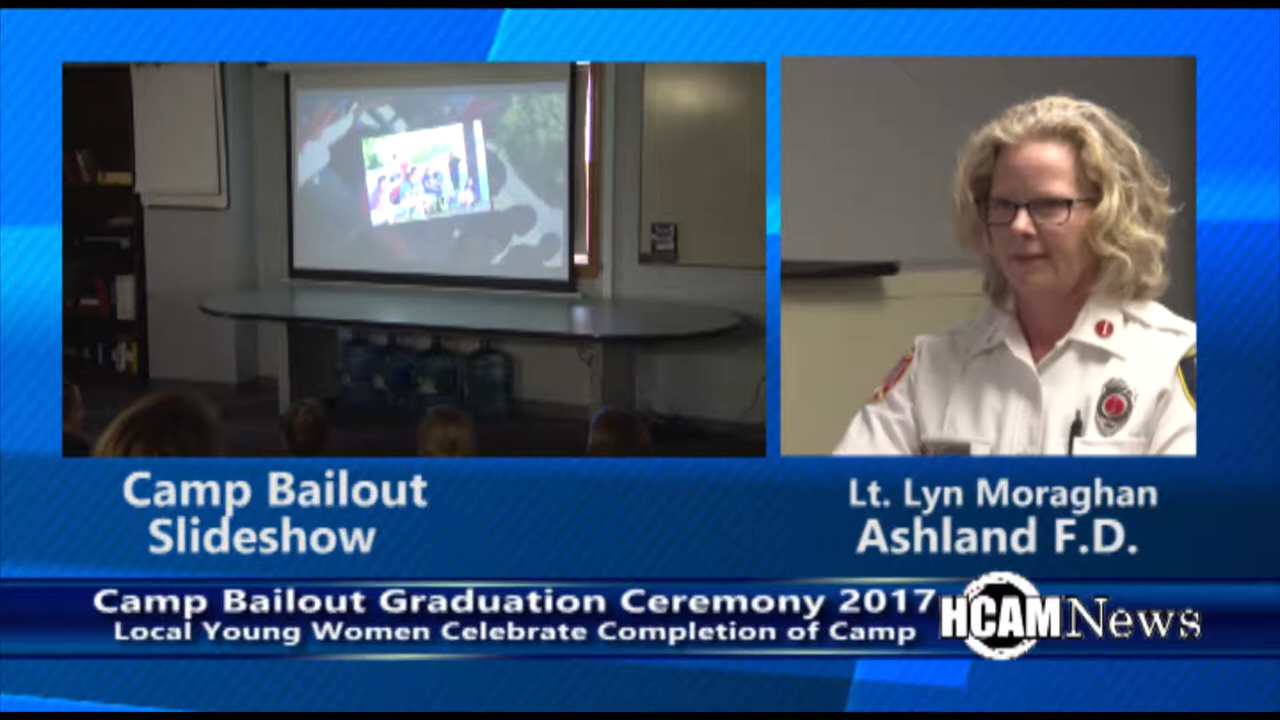 Camp Bailout
Slideshow
Lt. Lyn Moraghan
Ashland F.D.
Camp Bailout Graduation Ceremony 2017
Local Young Women Celebrate Completion of Camp
HCAM News